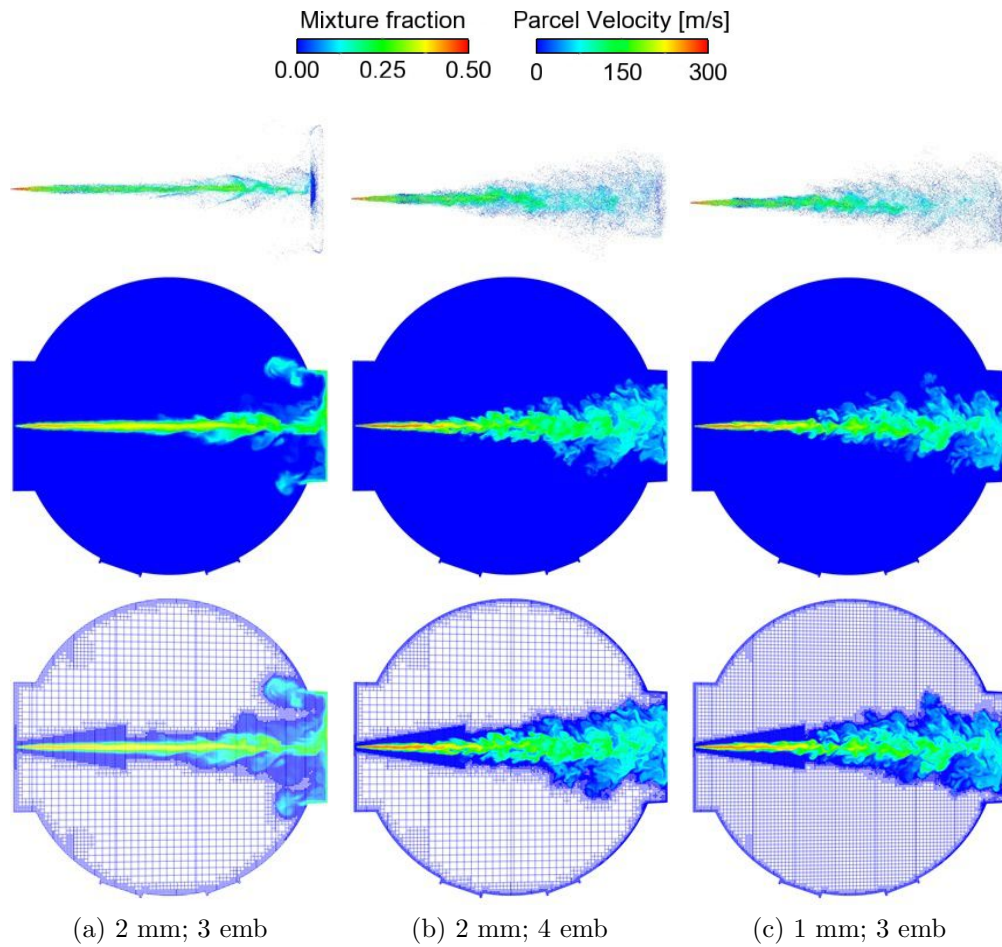 Mixture fraction
Parcel Velocity [m/s]
0.00 0.25 0.50
0 150 300
(a) 2 mm; 3 emb
(b) 2 mm; 4 emb
(c) 1 mm; 3 emb